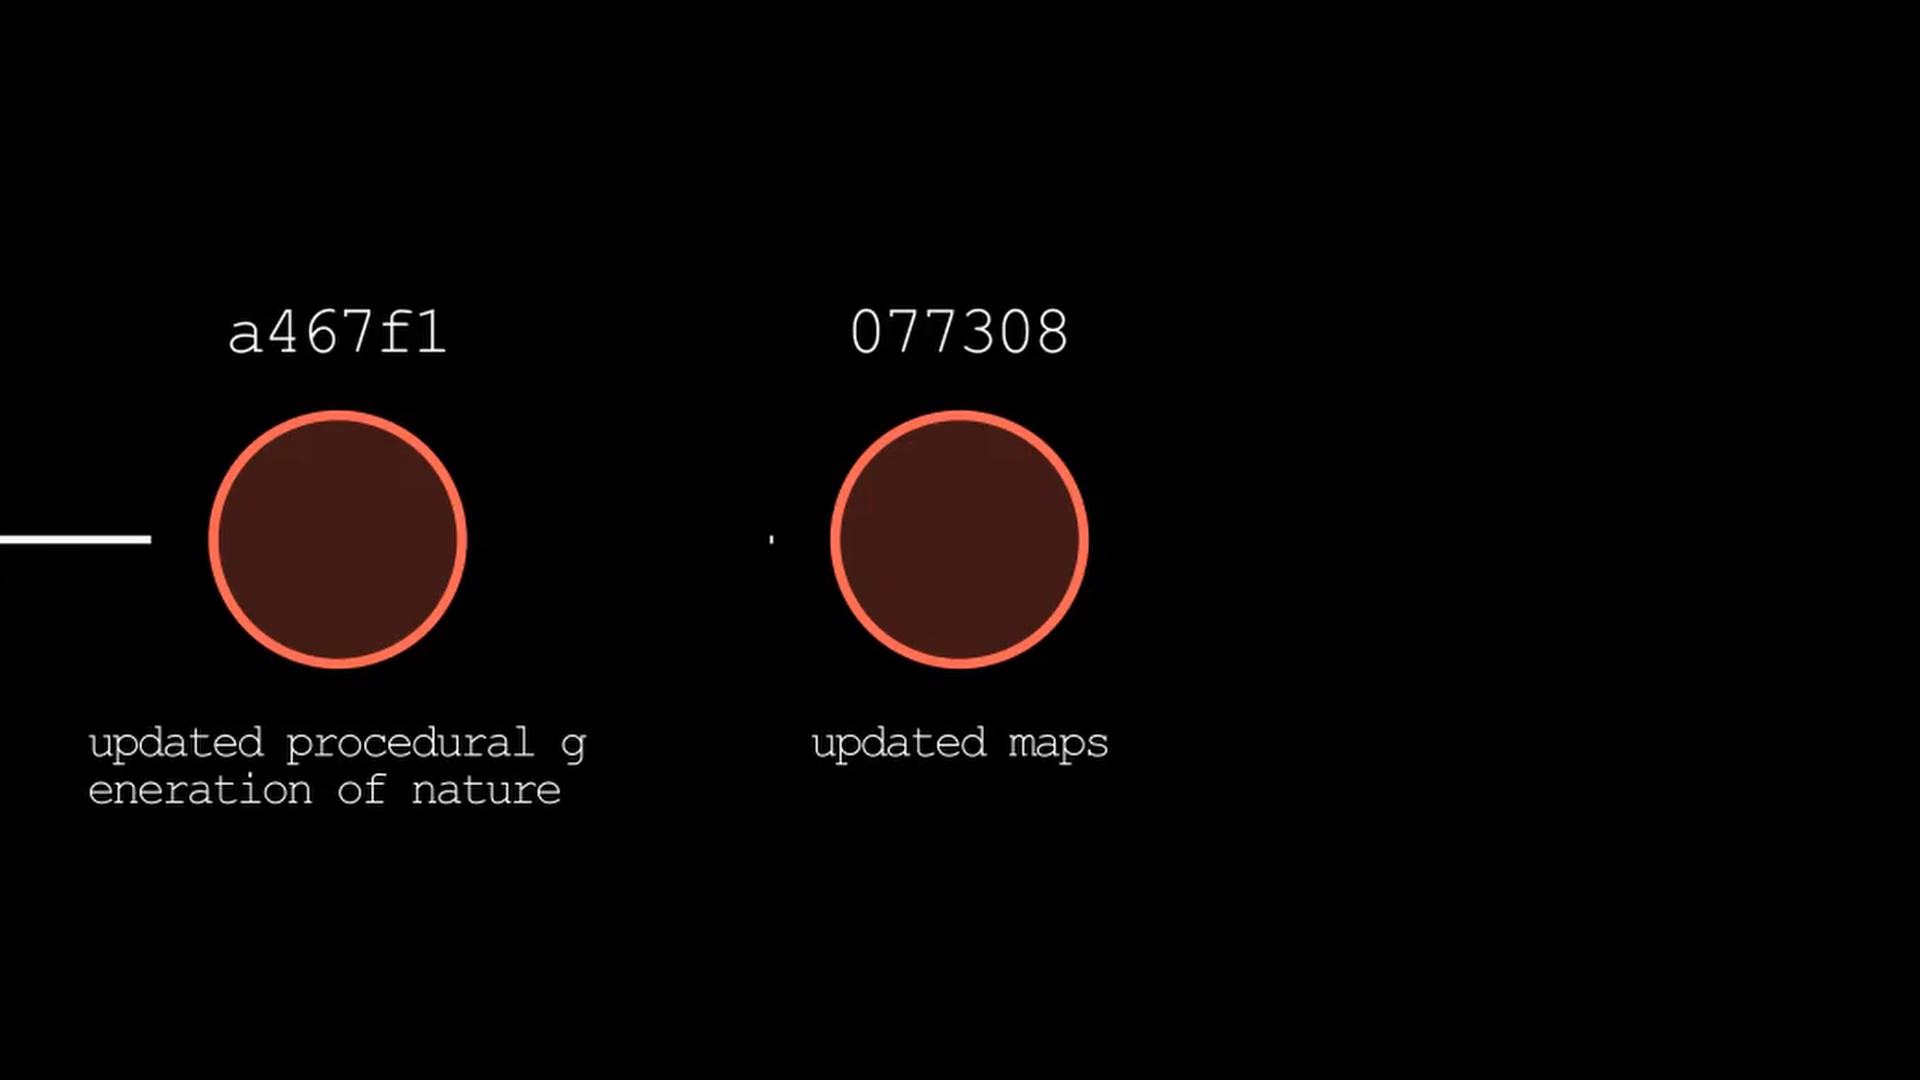 a467f1
077308
updated procedural g
eneration of nature
updated maps